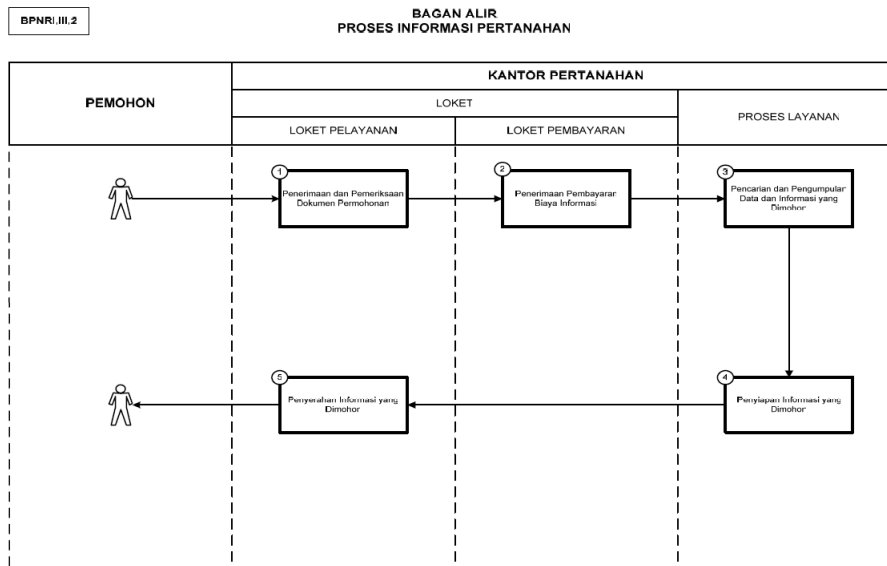 BPNRI.III.2
BAGAN ALIR
PROSES INFORMASI PERTANAHAN
PEMOHON
KANTOR PERTANAHAN
LOKET
PROSES LAYANAN
LOKET PELAYANAN
LOKET PEMBAYARAN
1
Penerimaan dan Pemeriksaan
Dokumen Permohonan
2
Penerimaan Pembayaran
Biaya Informasi
3
Pencarian dan Pengumpulan
Data dan Informasi yang
Dimohon
5
Penyerahan Informasi yang
Dimohon
4
Penyiapan Informasi yang
Dimohon